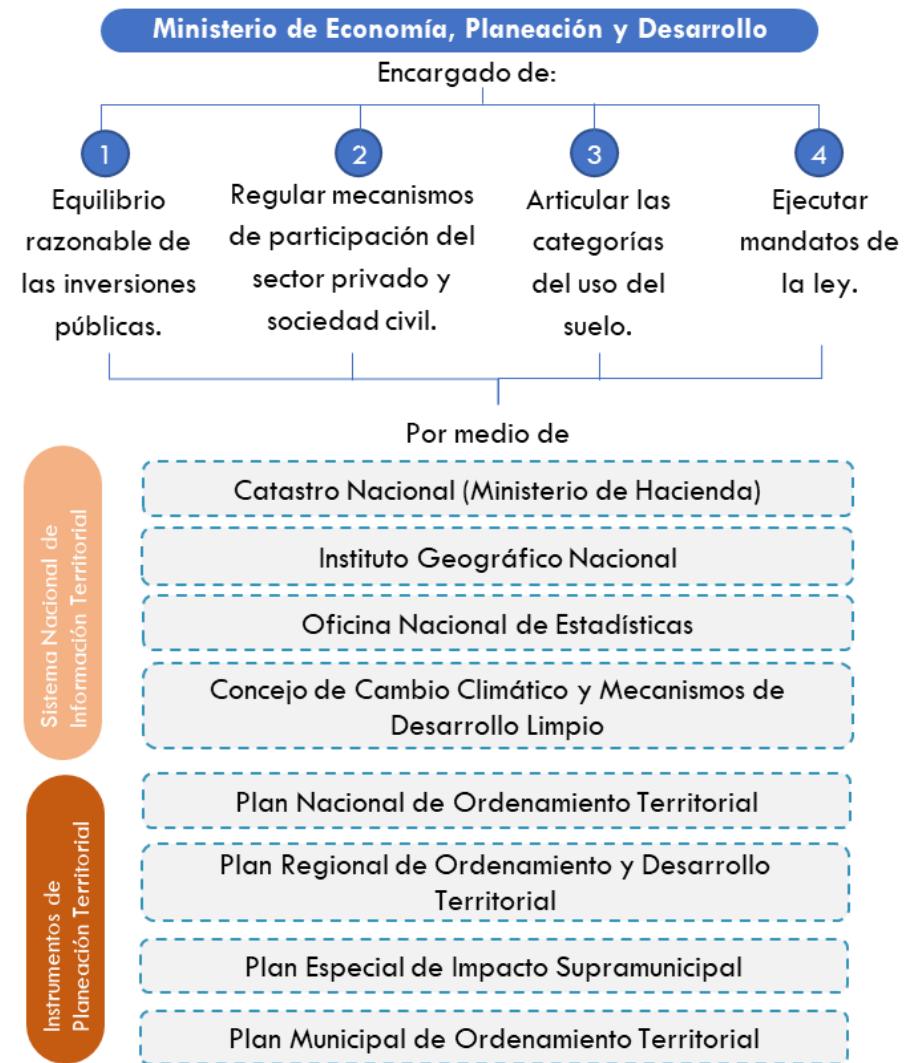 Ministerio de Economía, Planeación y Desarrollo
Encargado de:
1
Equilibrio
razonable de
las inversiones
públicas.
2
Regular mecanismos
de participación del
sector privado y
sociedad civil.
3
Articular las
categorías
del uso del
suelo.
4
Ejecutar
mandatos de
la ley.
Por medio de
Sistema Nacional de
Información Territorial
Catastro Nacional (Ministerio de Hacienda)
Instituto Geográfico Nacional
Oficina Nacional de Estadísticas
Concejo de Cambio Climático y Mecanismos de
Desarrollo Limpio
Instrumentos de
Planeación Territorial
Plan Nacional de Ordenamiento Territorial
Plan Regional de Ordenamiento y Desarrollo
Territorial
Plan Especial de Impacto Supramunicipal
Plan Municipal de Ordenamiento Territorial